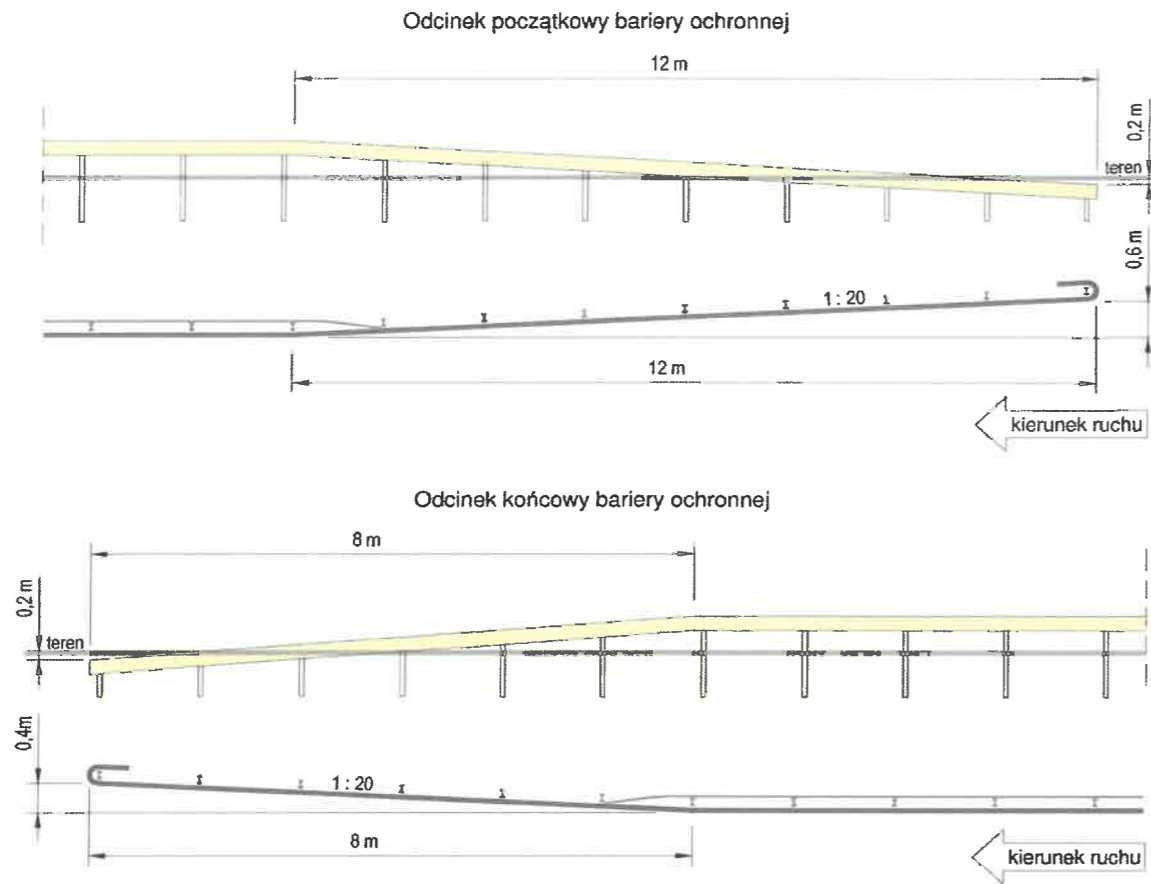 Odcinek początkowy bariery ochronnej
12 m
0,2 m
teren
0,6 m
1 : 20
12 m
kierunek ruchu
Odcinek końcowy bariery ochronnej
8 m
0,2 m
teren
0,4m
1 : 20
8 m
kierunek ruchu